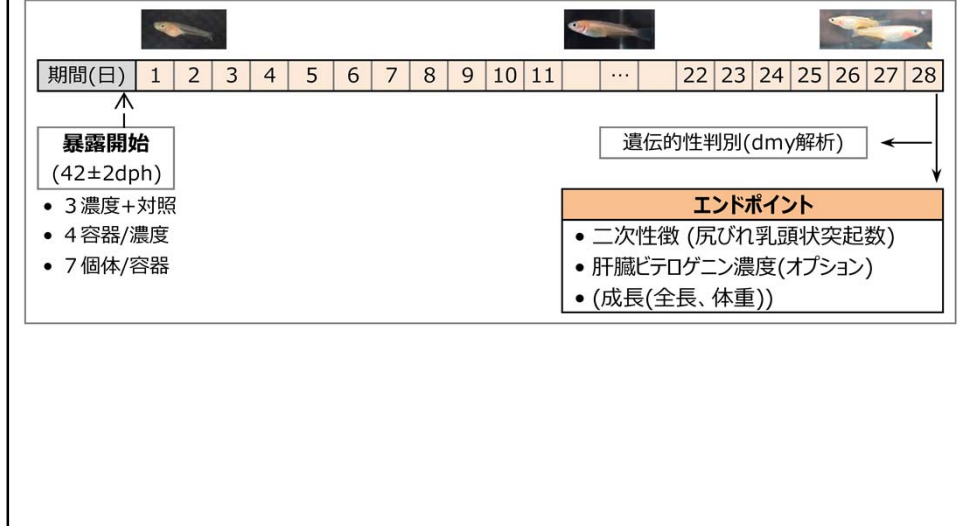 期間(日) 1 2 3 4 5 6 7 8 9 10 11 … 22 23 24 25 26 27 28
暴露開始
(42±2dph)
• 3濃度+対照
• 4容器/濃度
• 7個体/容器
遺伝的性判別(dmy解析)
エンドポイント
• 二次性徴 (尻びれ乳頭状突起数)
• 肝臓ビテロゲニン濃度(オプション)
• (成長(全長、体重))